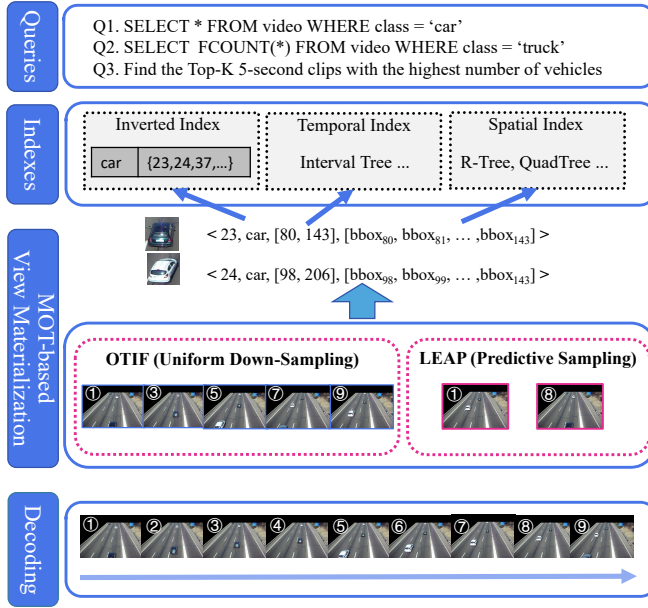 Queries
Q1. SELECT * FROM video WHERE class = ‘car’
Q2. SELECT FCOUNT(*) FROM video WHERE class = ‘truck’
Q3. Find the Top-K 5-second clips with the highest number of vehicles
Indexes
Inverted Index
car {23,24,37,...}
Temporal Index
Interval Tree ...
Spatial Index
R-Tree, QuadTree ...
MOT-based
View Materialization
< 23, car, [80, 143], [bbox80, bbox81, … ,bbox143] >
< 24, car, [98, 206], [bbox98, bbox99, … ,bbox143] >
OTIF (Uniform Down-Sampling)
① ③ ⑤ ⑦ ⑨
LEAP (Predictive Sampling)
① ⑧
Decoding
① ② ③ ④ ⑤ ⑥ ⑦ ⑧ ⑨